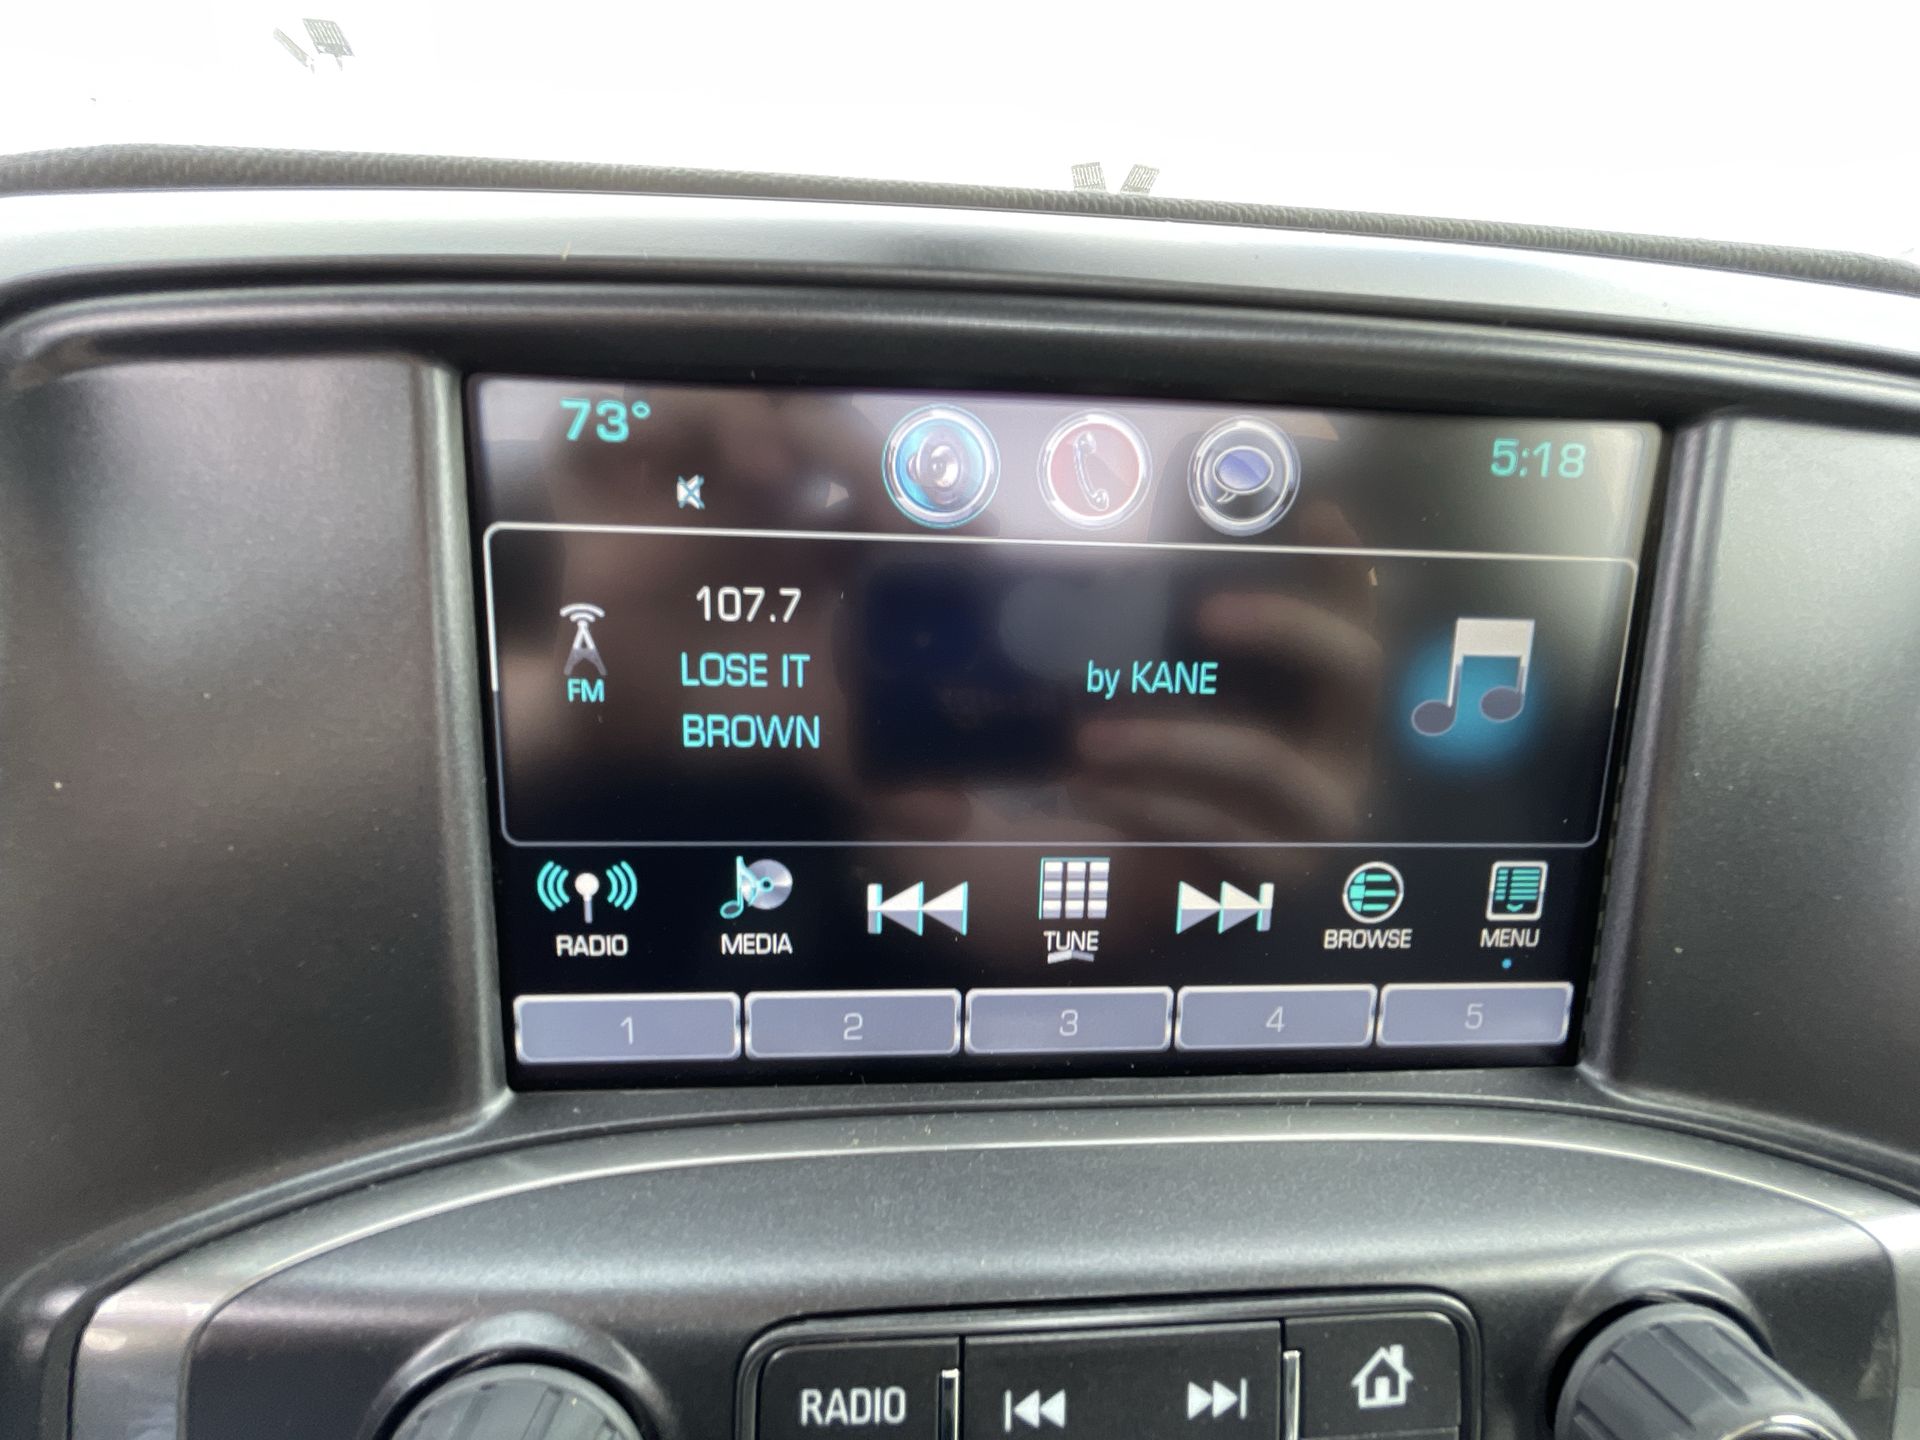 73°
5:18
107.7
FM
LOSE IT by KANE
BROWN
RADIO MEDIA TUNE BROWSE MENU
1 2 3 4 5
RADIO